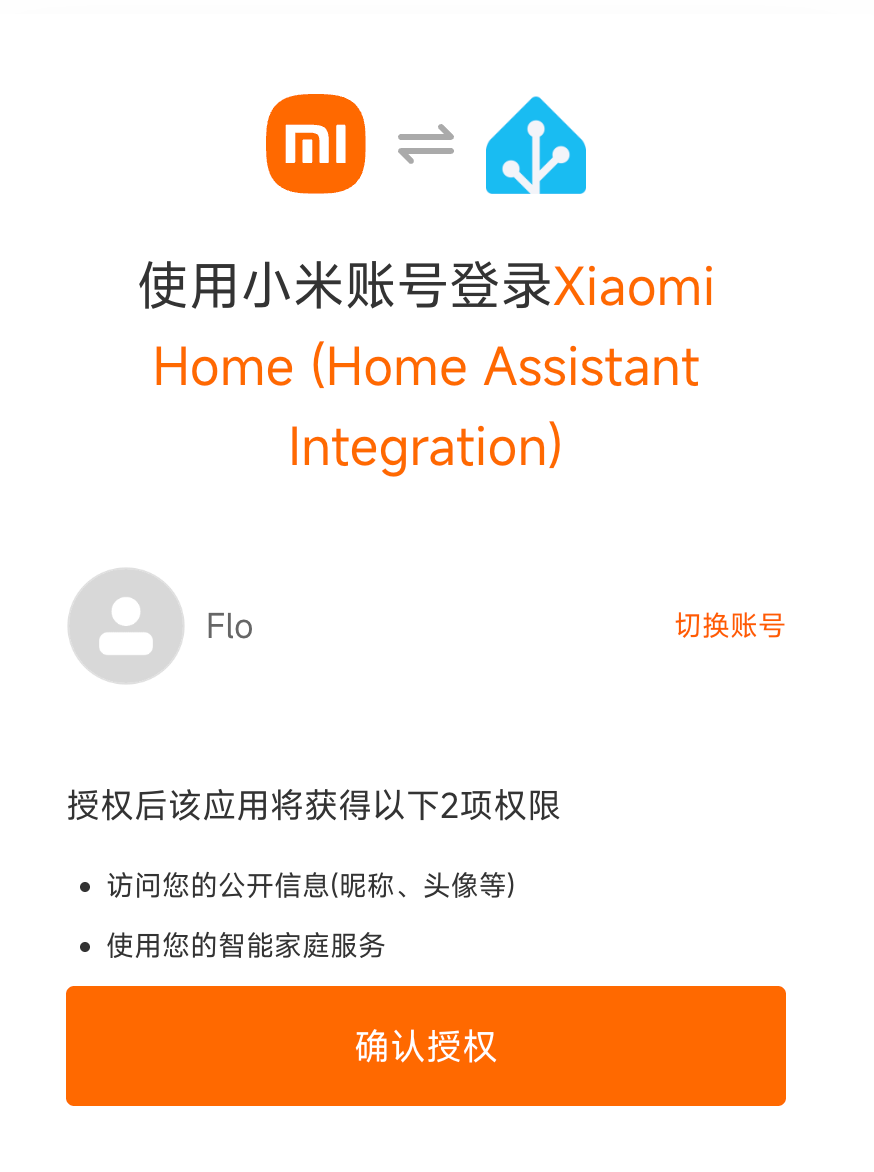 使用小米账号登录Xiaomi
Home (Home Assistant
Integration)
Flo
切换账号
授权后该应用将获得以下2项权限
访问您的公开信息(昵称、头像等)
使用您的智能家庭服务
确认授权